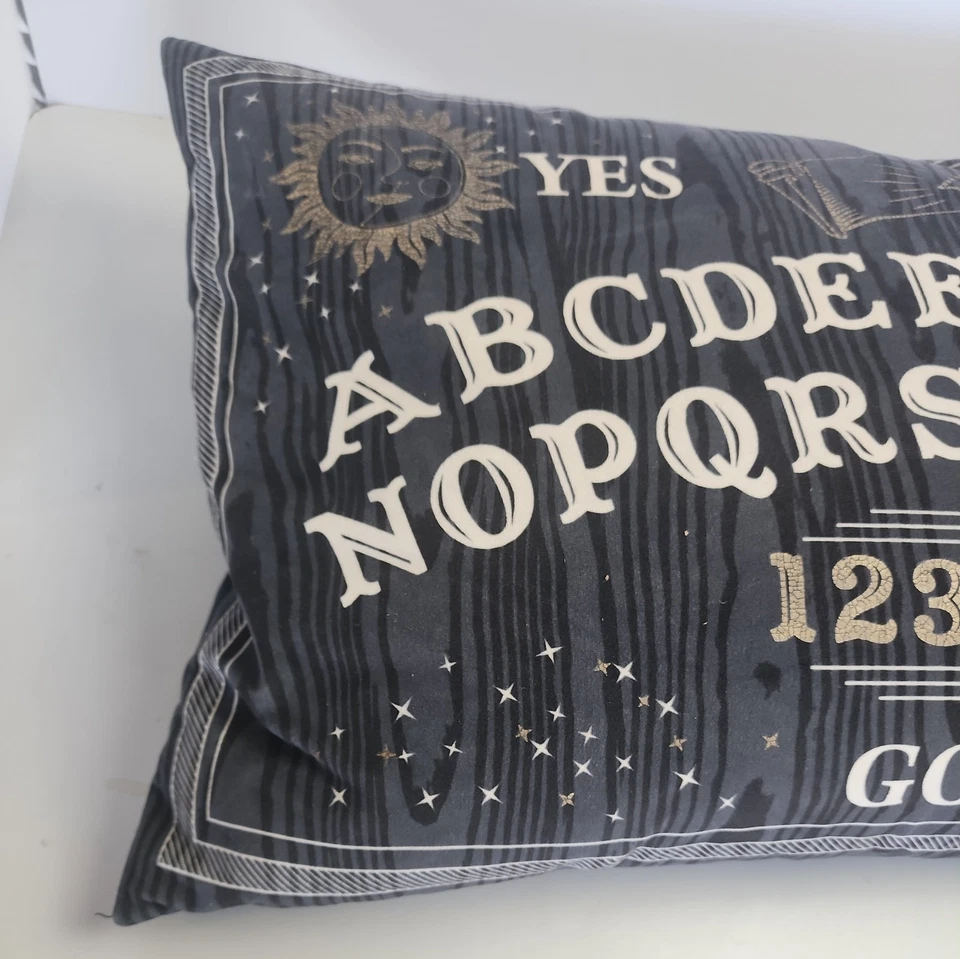 YES
ABCDEF
NOPQRS
123
GO